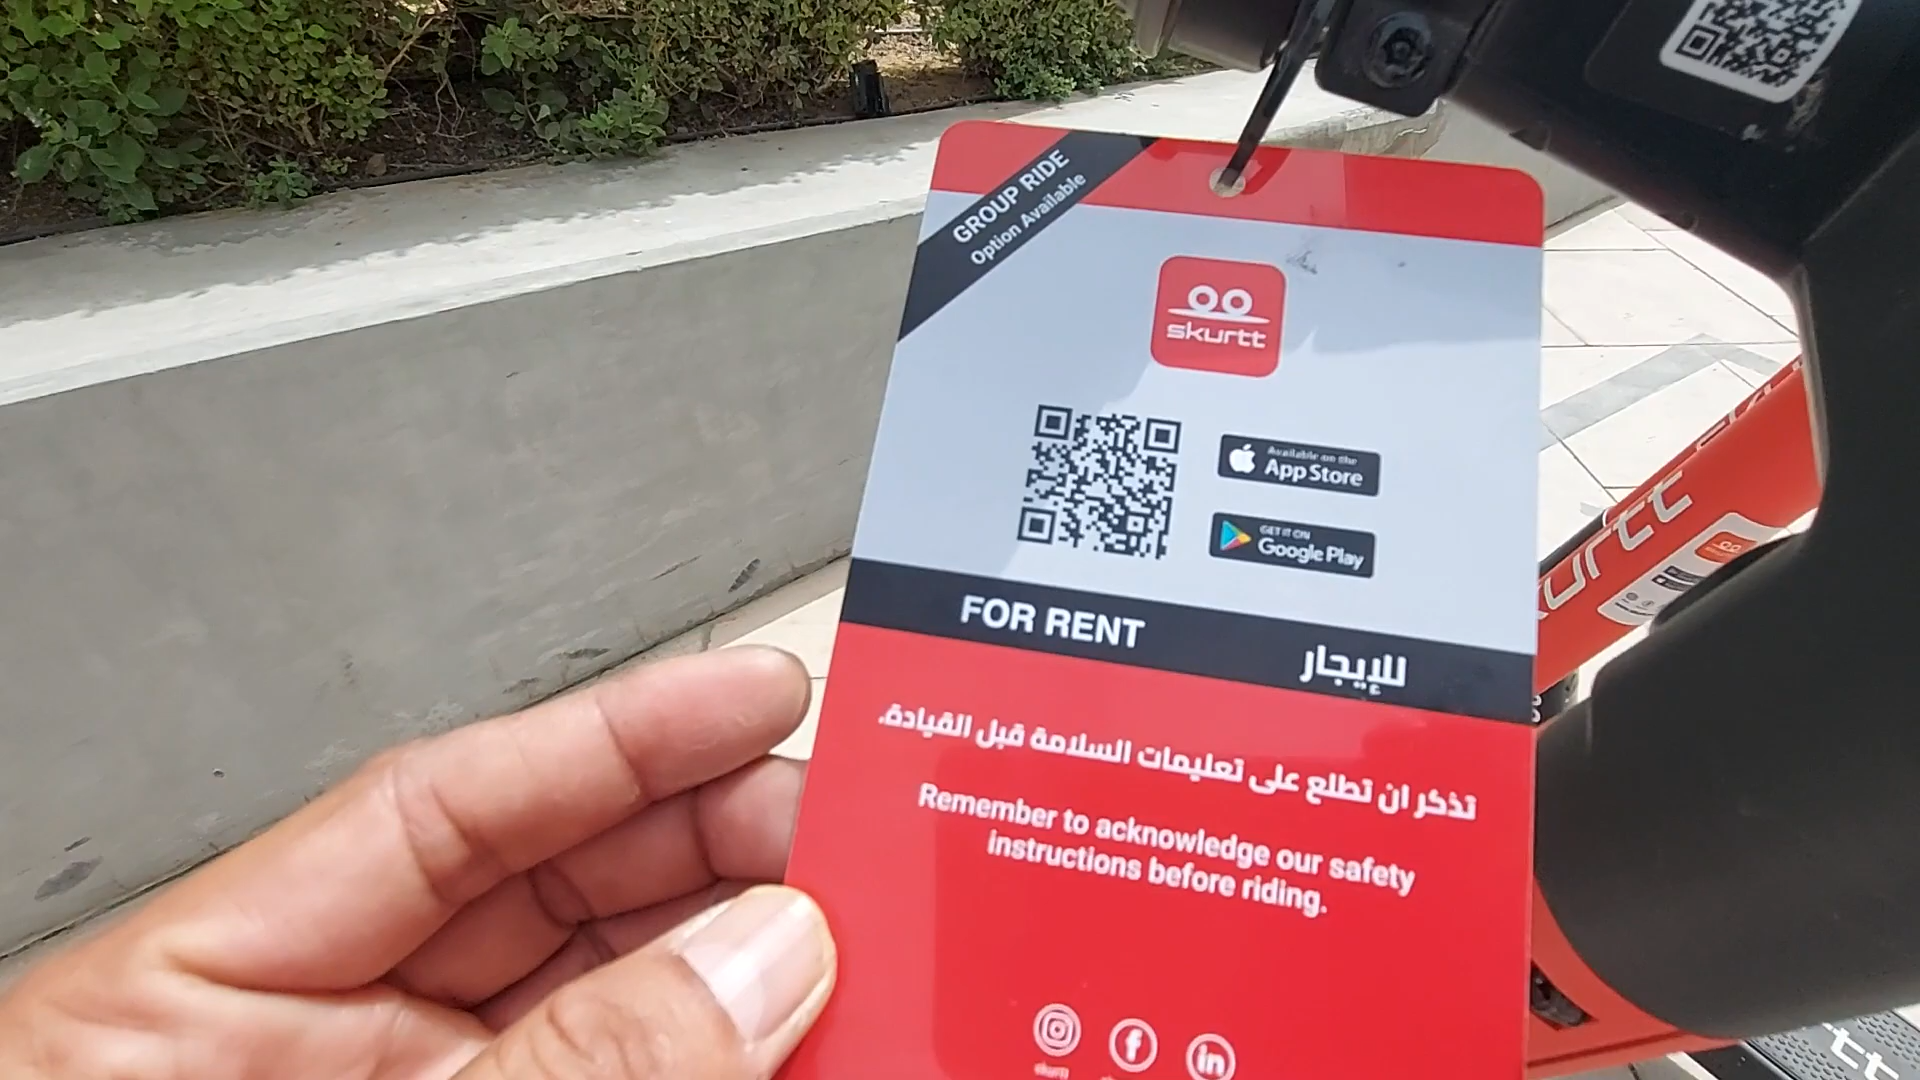 GROUP RIDE
Option Available
skurtt
Available on the
App Store
GET IT ON
Google Play
FOR RENT
للإيجار
تذكر ان تطلع على تعليمات السلامة قبل القيادة.
Remember to acknowledge our safety
instructions before riding.